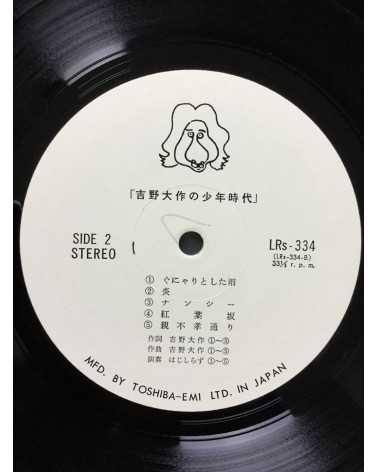 「吉野大作の少年時代」
SIDE 2
STEREO
LRs-334
(LRs-334-B)
33⅓ r. p. m.
① ぐにゃりとした雨
② 炎
③ ナンシー
④ 紅葉坂
⑤ 親不孝通り
作詞 吉野大作 ①〜⑤
作曲 吉野大作 ①〜⑤
演奏 はじしらず ①〜⑤
MFD. BY TOSHIBA-EMI LTD. IN JAPAN